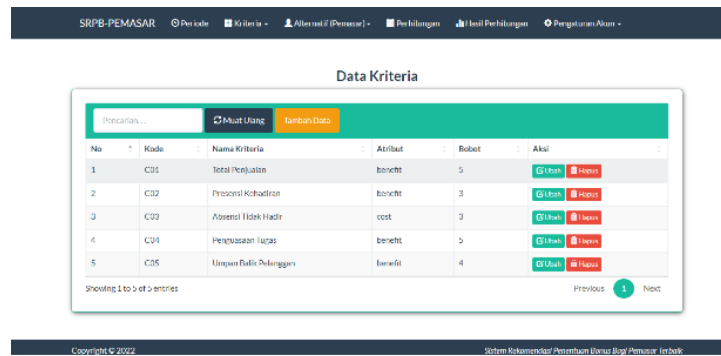 SRPB-PEMASAR Periode Kriteria Alternatif (Pemasar) Perhitungan Hasil Perhitungan Pengaturan Akun
Data Kriteria
Pencarian... Muat Ulang Tambah Data
No Kode Nama Kriteria Atribut Bobot Aksi
1 C01 Total Penjualan benefit 5 Ubah Hapus
2 C02 Presensi Kehadiran benefit 3 Ubah Hapus
3 C03 Absensi Tidak Hadir cost 3 Ubah Hapus
4 C04 Penguasaan Tugas benefit 5 Ubah Hapus
5 C05 Umpan Balik Pelanggan benefit 4 Ubah Hapus
Showing 1 to 5 of 5 entries Previous 1 Next
Copyright © 2022 Sistem Rekomendasi Penentuan Bonus Bagi Pemasar Terbaik